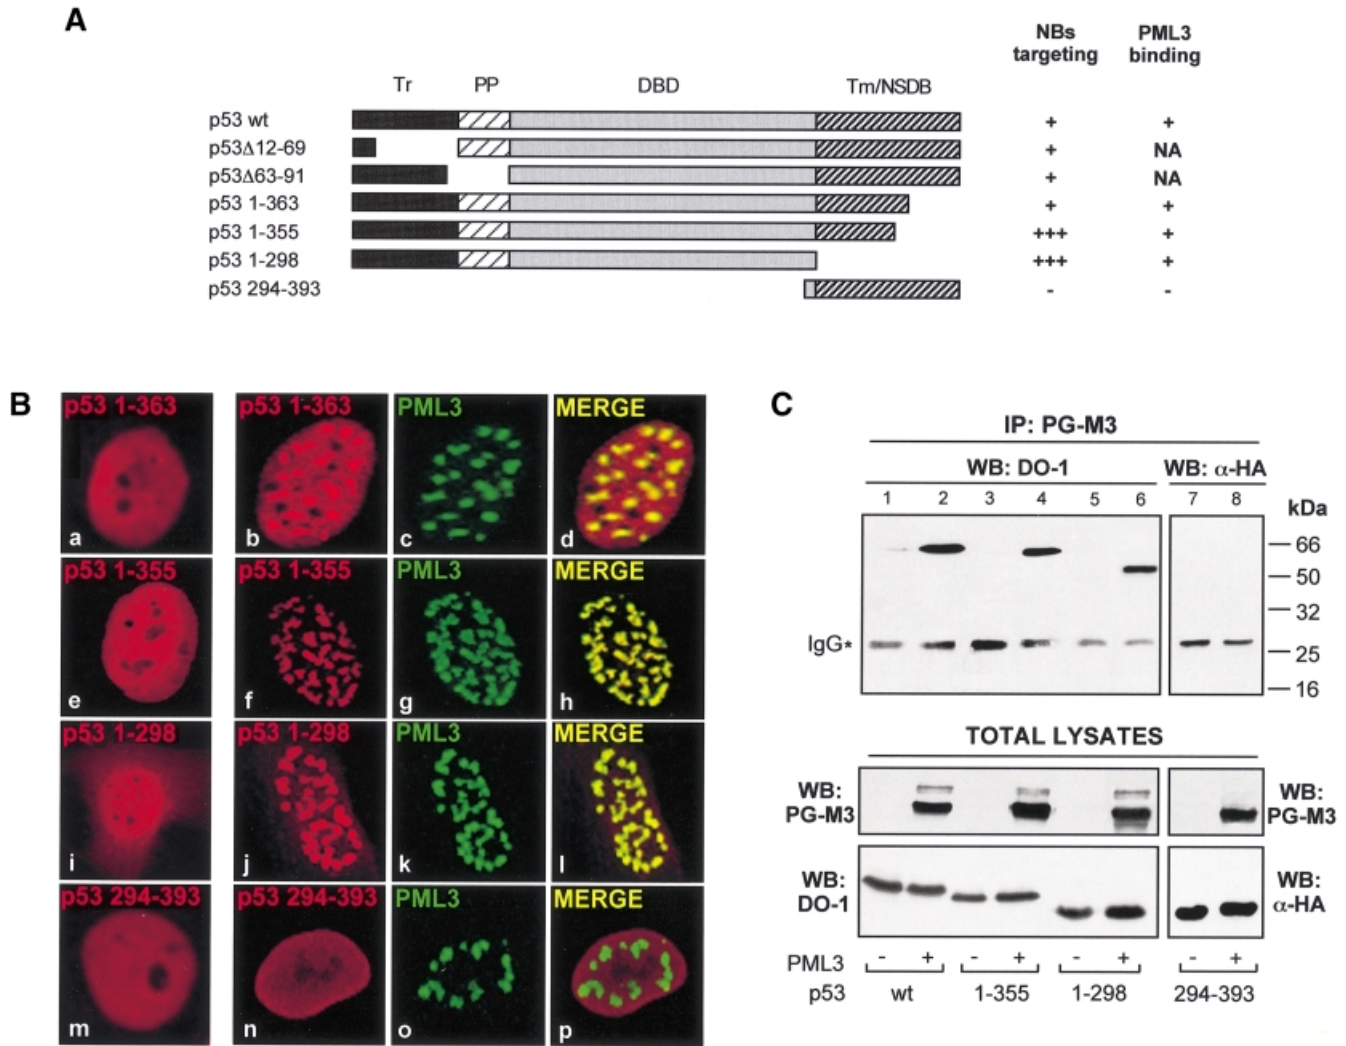 A
NBs targeting
PML3 binding
Tr PP DBD Tm/NSDB
p53 wt + +
p53Δ12-69 + NA
p53Δ63-91 + NA
p53 1-363 + +
p53 1-355 +++ +
p53 1-298 +++ +
p53 294-393 - -
B
p53 1-363 p53 1-363 PML3 MERGE
a b c d
p53 1-355 p53 1-355 PML3 MERGE
e f g h
p53 1-298 p53 1-298 PML3 MERGE
i j k l
p53 294-393 p53 294-393 PML3 MERGE
m n o p
C
IP: PG-M3
WB: DO-1 WB: α-HA
1 2 3 4 5 6 7 8 kDa
66
50
32
IgG* 25
16
TOTAL LYSATES
WB: PG-M3 WB: PG-M3
WB: DO-1 WB: α-HA
PML3 - + - + - + - +
p53 wt 1-355 1-298 294-393